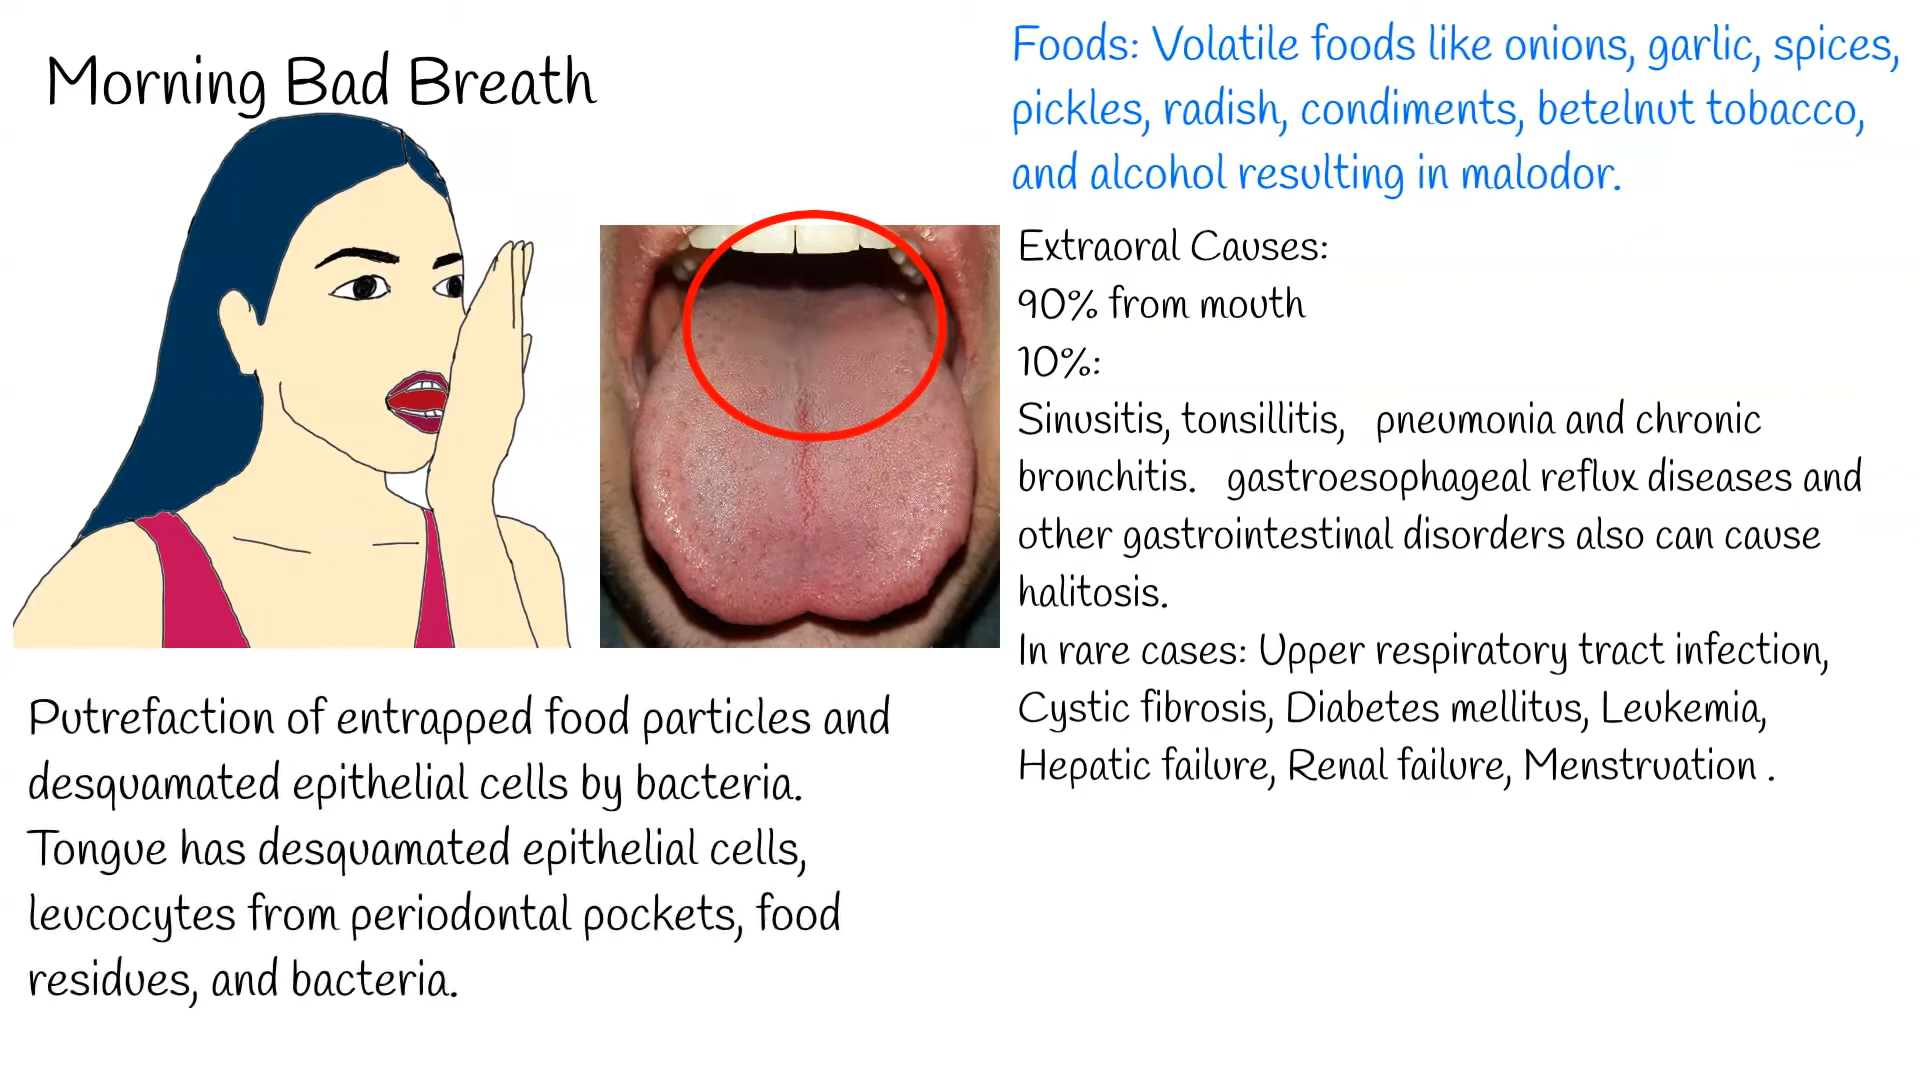 Morning Bad Breath
Putrefaction of entrapped food particles and
desquamated epithelial cells by bacteria.
Tongue has desquamated epithelial cells,
leucocytes from periodontal pockets, food
residues, and bacteria.
Foods: Volatile foods like onions, garlic, spices,
pickles, radish, condiments, betelnut tobacco,
and alcohol resulting in malodor.
Extraoral Causes:
90% from mouth
10%:
Sinusitis, tonsillitis, pneumonia and chronic
bronchitis. gastroesophageal reflux diseases and
other gastrointestinal disorders also can cause
halitosis.
In rare cases: Upper respiratory tract infection,
Cystic fibrosis, Diabetes mellitus, Leukemia,
Hepatic failure, Renal failure, Menstruation .